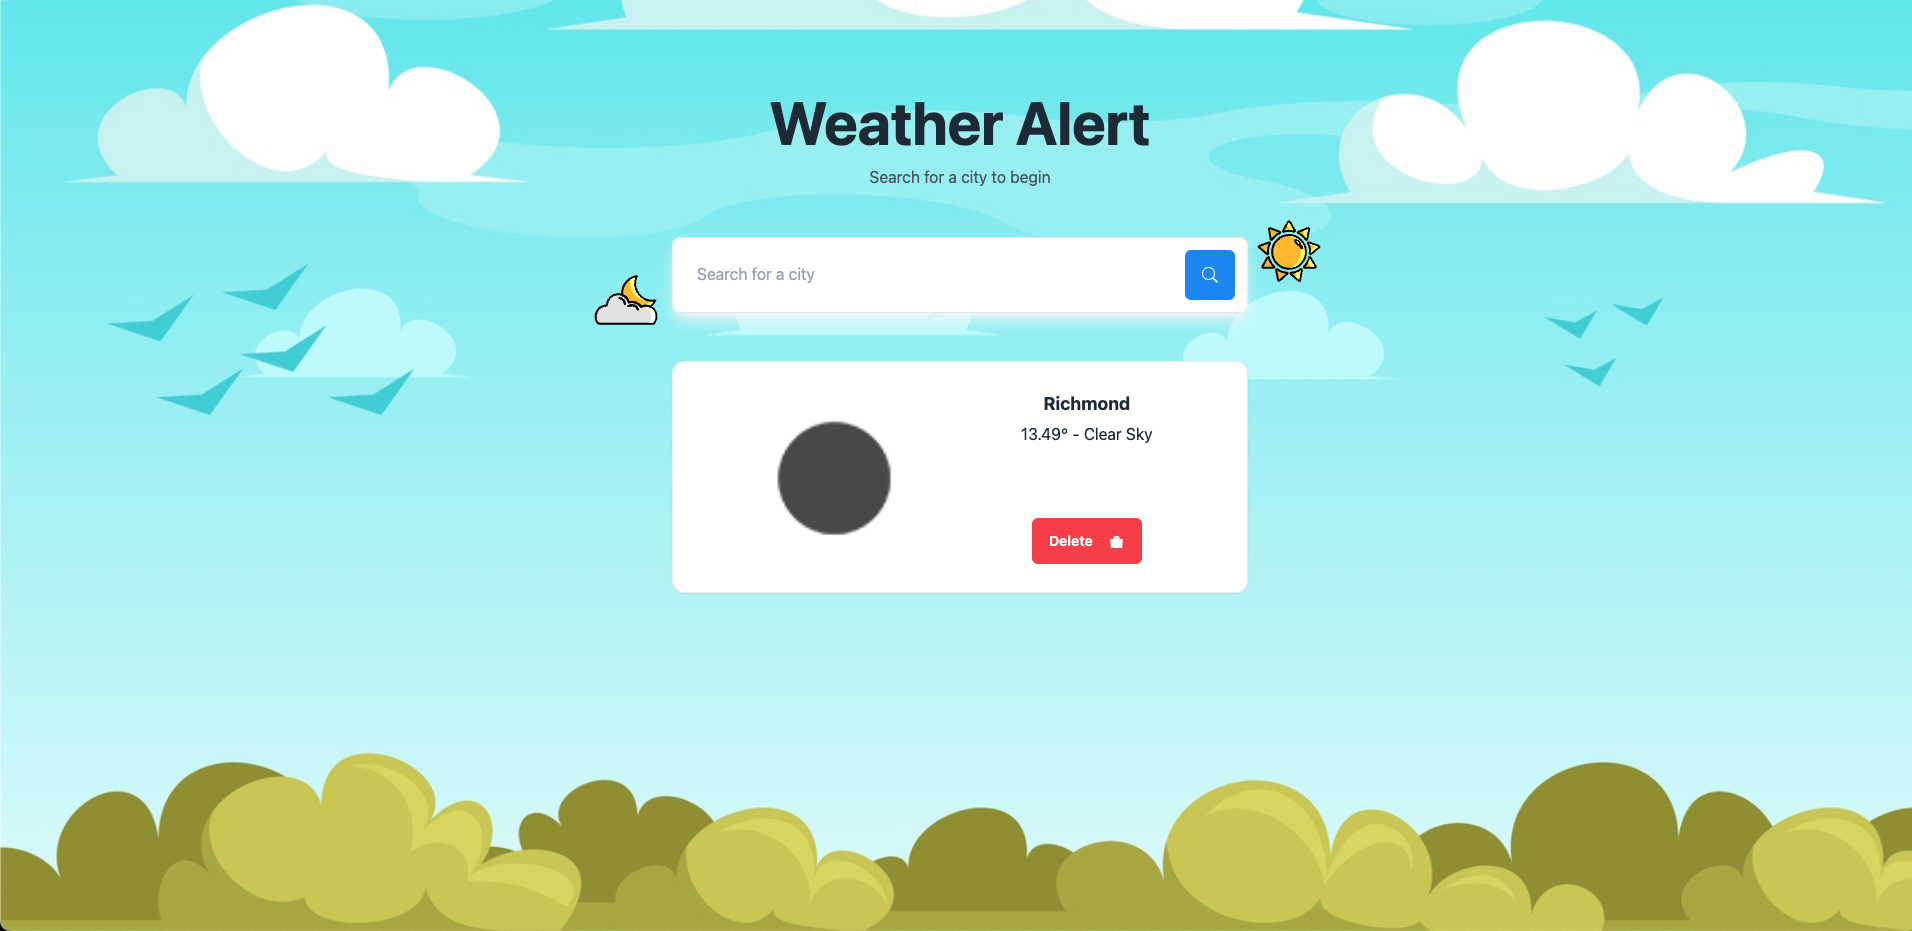 Weather Alert
Search for a city to begin
Search for a city
Richmond
13.49° - Clear Sky
Delete